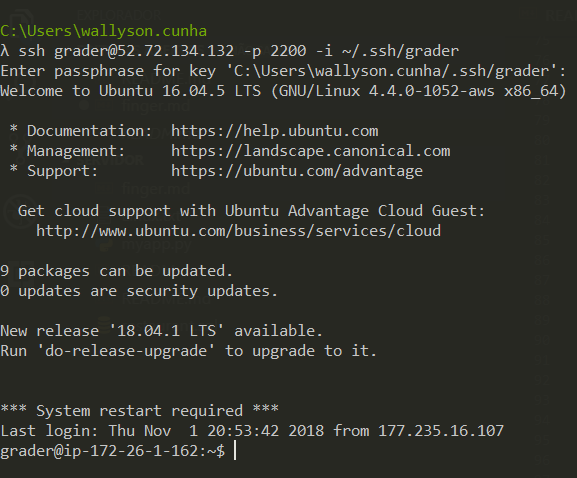 C:\Users\wallyson.cunha
λ ssh grader@52.72.134.132 -p 2200 -i ~/.ssh/grader
Enter passphrase for key 'C:\Users\wallyson.cunha/.ssh/grader':
Welcome to Ubuntu 16.04.5 LTS (GNU/Linux 4.4.0-1052-aws x86_64)
* Documentation:  https://help.ubuntu.com
* Management:     https://landscape.canonical.com
* Support:        https://ubuntu.com/advantage
Get cloud support with Ubuntu Advantage Cloud Guest:
http://www.ubuntu.com/business/services/cloud
9 packages can be updated.
0 updates are security updates.
New release '18.04.1 LTS' available.
Run 'do-release-upgrade' to upgrade to it.
*** System restart required ***
Last login: Thu Nov  1 20:53:42 2018 from 177.235.16.107
grader@ip-172-26-1-162:~$